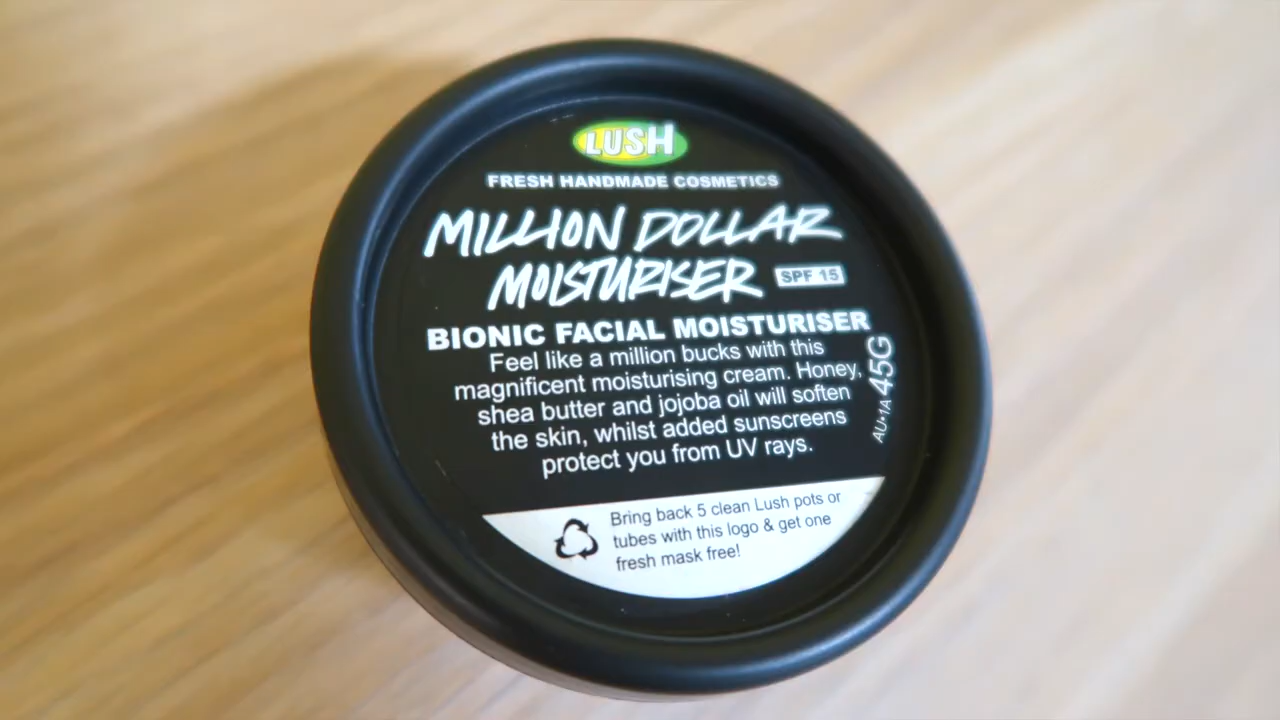 LUSH
FRESH HANDMADE COSMETICS
MILLION DOLLAR
MOISTURISER SPF 15
BIONIC FACIAL MOISTURISER
Feel like a million bucks with this
magnificent moisturising cream. Honey,
shea butter and jojoba oil will soften
the skin, whilst added sunscreens
protect you from UV rays.
AU•1A 45G
Bring back 5 clean Lush pots or
tubes with this logo & get one
fresh mask free!